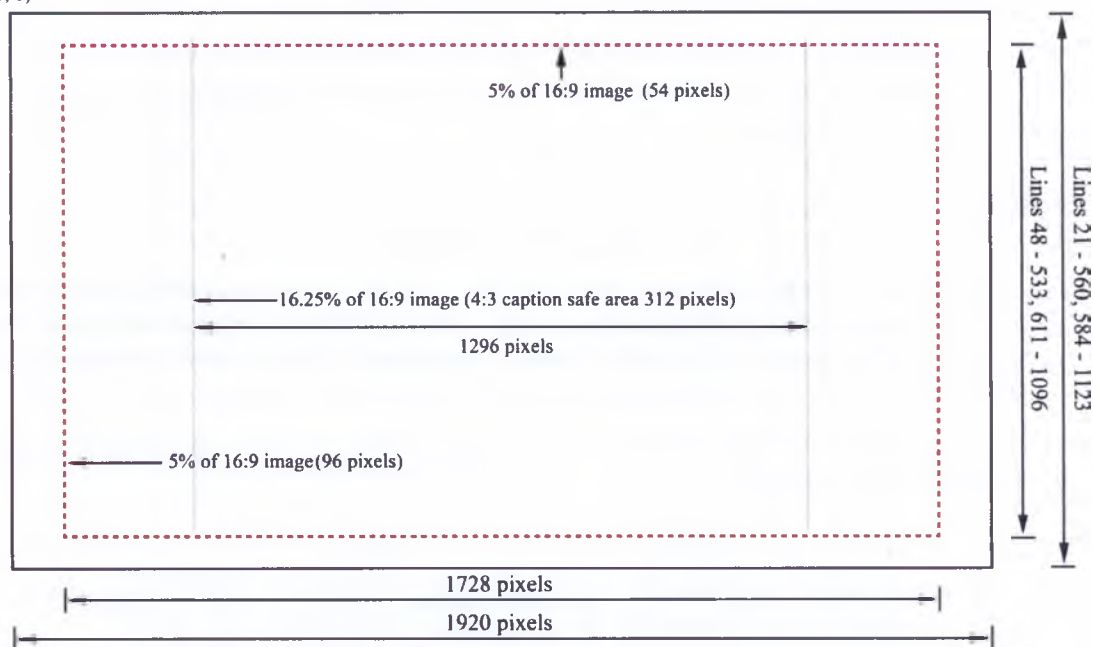 5% of 16:9 image (54 pixels)
16.25% of 16:9 image (4:3 caption safe area 312 pixels)
1296 pixels
5% of 16:9 image(96 pixels)
1728 pixels
1920 pixels
Lines 48 - 533, 611 - 1096
Lines 21 - 560, 584 - 1123